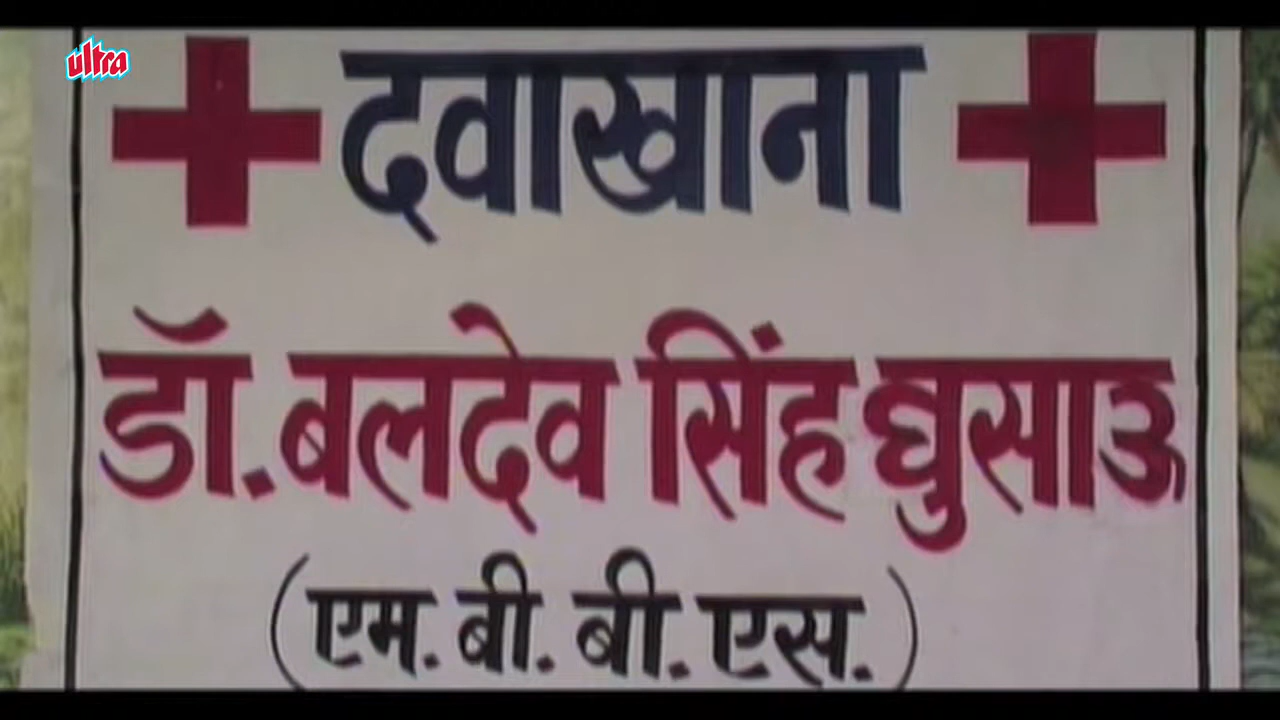 ultra
दवाखाना
डॉ. बलदेव सिंह घुसाऊ
(एम. बी. बी. एस.)